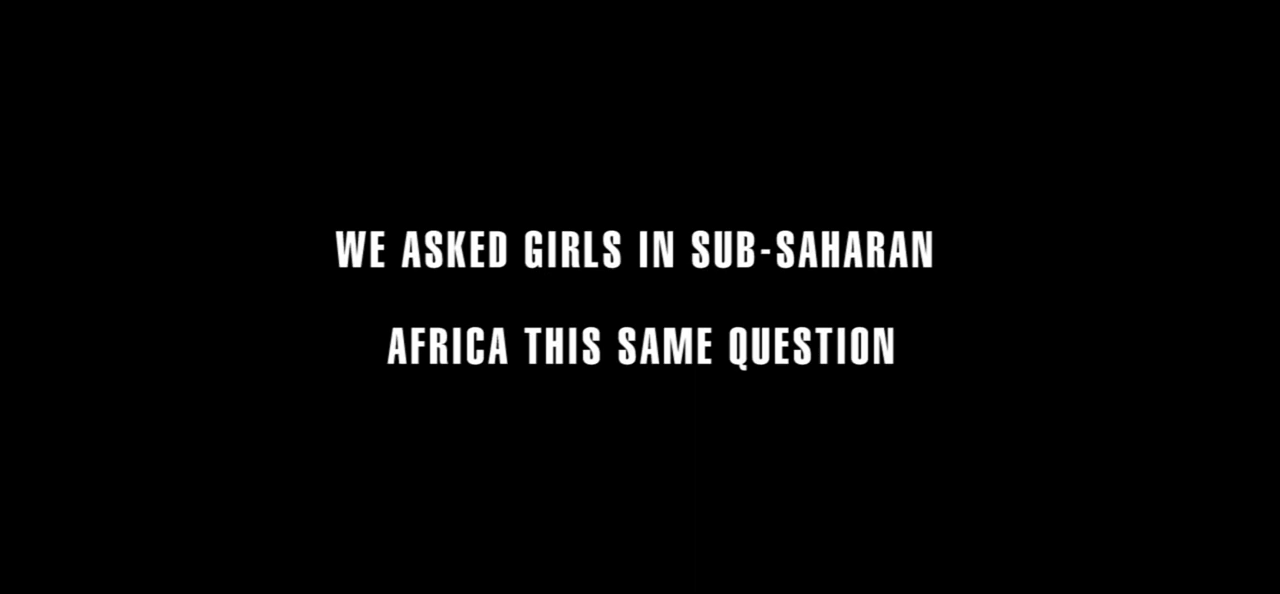 WE ASKED GIRLS IN SUB-SAHARAN
AFRICA THIS SAME QUESTION